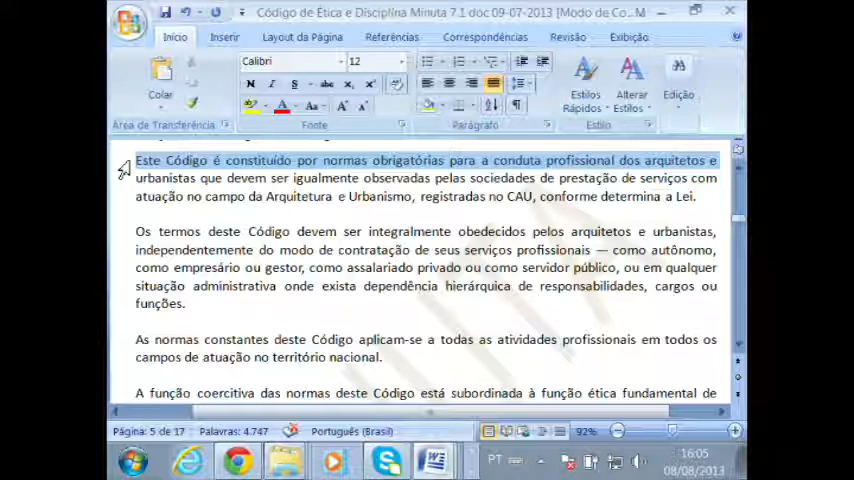 Código de Ética e Disciplina Minuta 7.1 doc 09-07-2013 [Modo de Co... M
Início Inserir Layout da Página Referências Correspondências Revisão Exibição
Calibri 12
Colar
N I S abc x₂ x²
Estilos Rápidos
Alterar Estilos
Edição
ab A Aa A A
Área de Transferência Fonte Parágrafo Estilo
Este Código é constituído por normas obrigatórias para a conduta profissional dos arquitetos e
urbanistas que devem ser igualmente observadas pelas sociedades de prestação de serviços com
atuação no campo da Arquitetura e Urbanismo, registradas no CAU, conforme determina a Lei.
Os termos deste Código devem ser integralmente obedecidos pelos arquitetos e urbanistas,
independentemente do modo de contratação de seus serviços profissionais — como autônomo,
como empresário ou gestor, como assalariado privado ou como servidor público, ou em qualquer
situação administrativa onde exista dependência hierárquica de responsabilidades, cargos ou
funções.
As normas constantes deste Código aplicam-se a todas as atividades profissionais em todos os
campos de atuação no território nacional.
A função coercitiva das normas deste Código está subordinada à função ética fundamental de
Página: 5 de 17 Palavras: 4.747 Português (Brasil) 92%
PT 16:05
08/08/2013